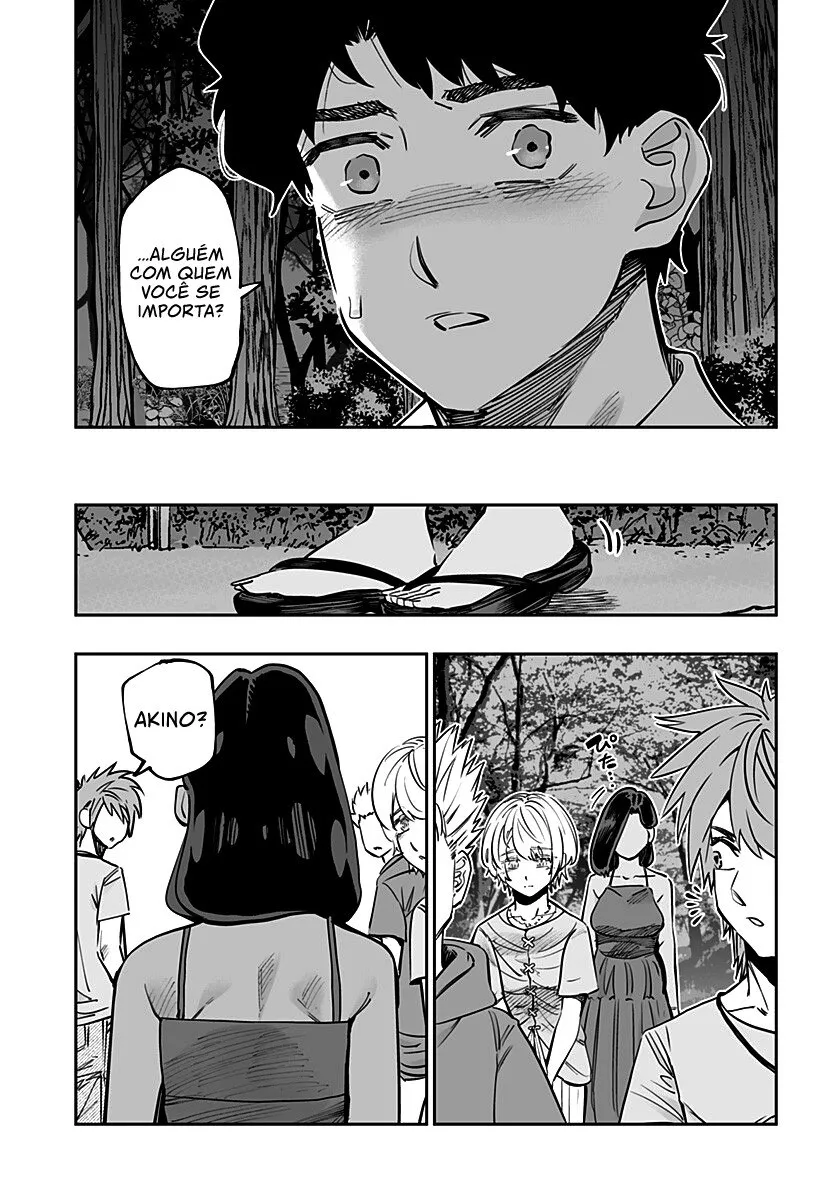 ...ALGUÉM
COM QUEM
VOCÊ SE
IMPORTA?
ぴた…
AKINO?